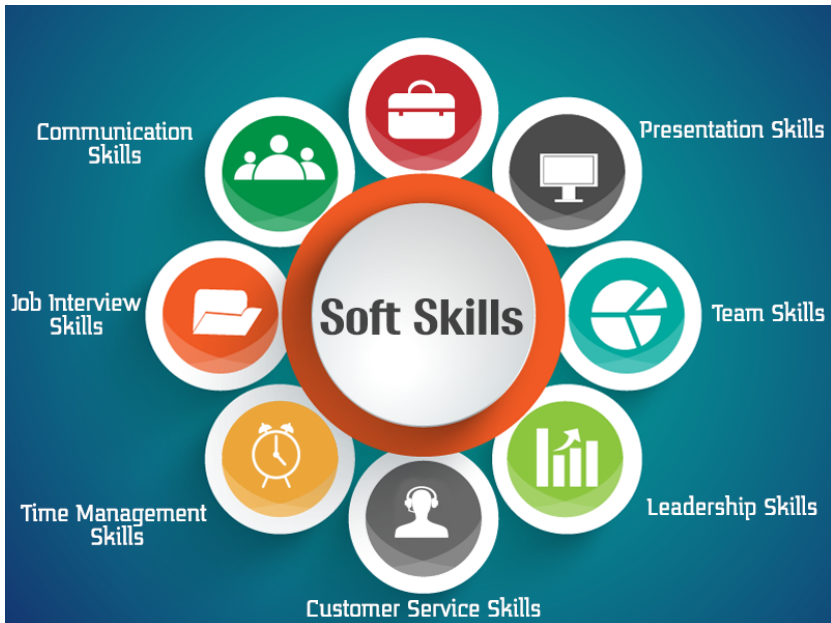 Communication
Skills
Presentation Skills
Job Interview
Skills
Soft Skills
Team Skills
Time Management
Skills
Leadership Skills
Customer Service Skills